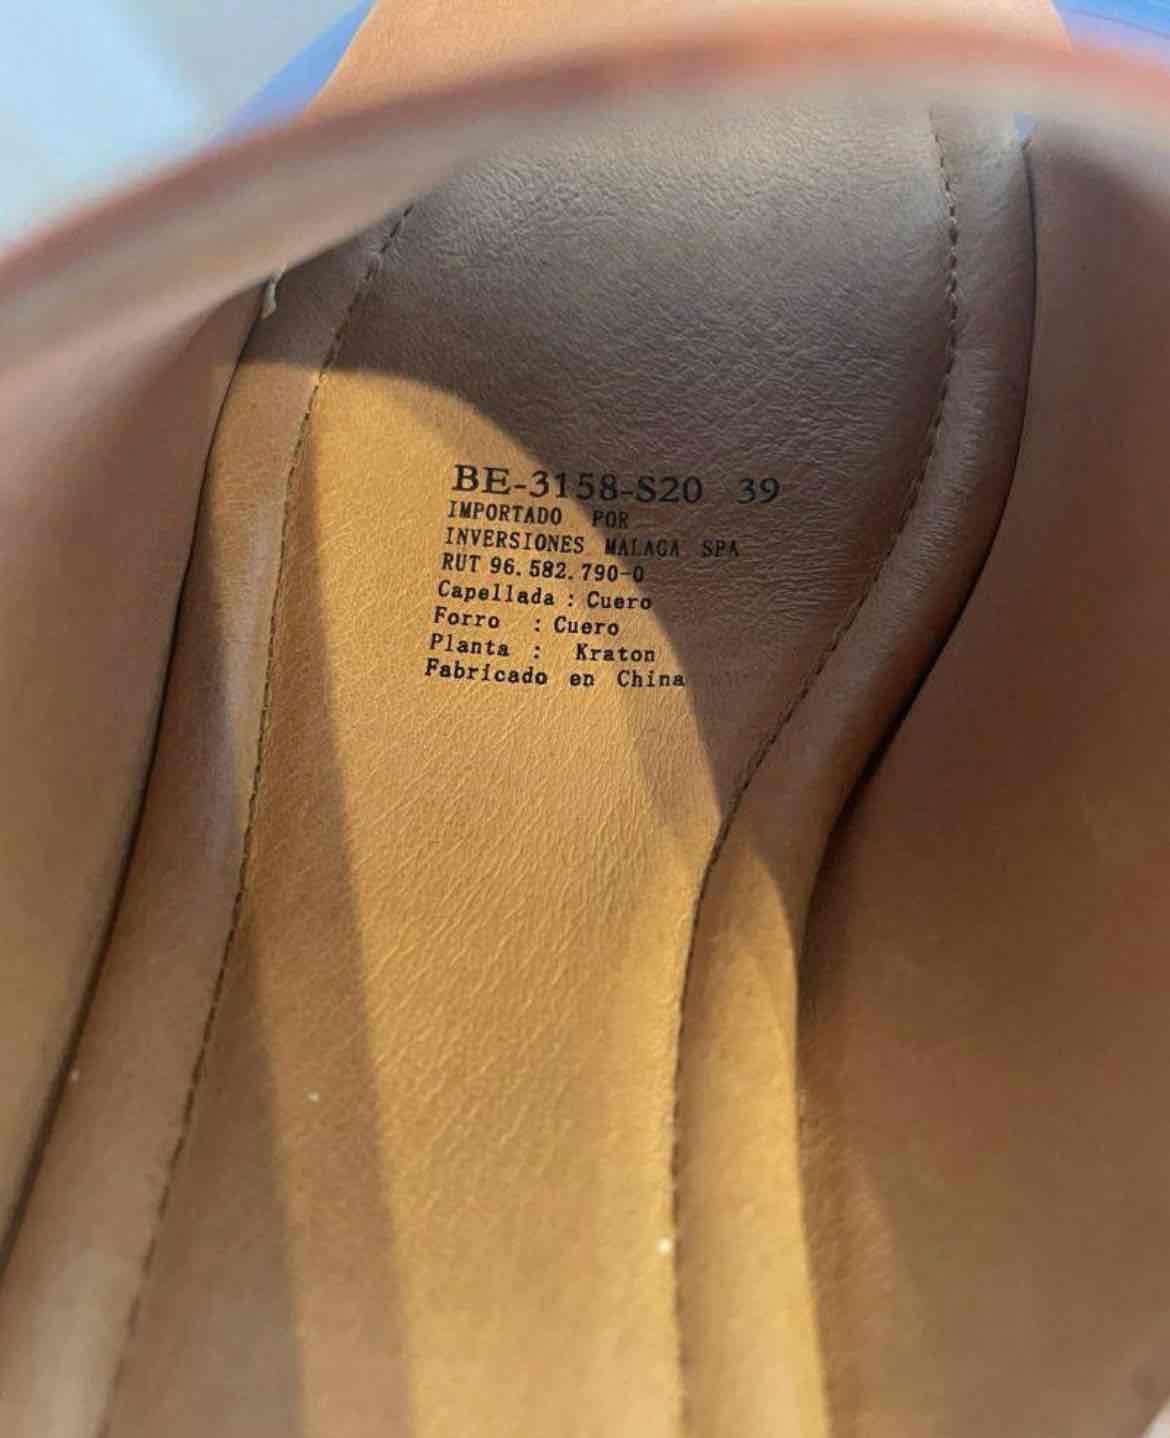 BE-3158-S20 39
IMPORTADO POR
INVERSIONES MALAGA SPA
RUT 96.582.790-0
Capellada : Cuero
Forro : Cuero
Planta : Kraton
Fabricado en China